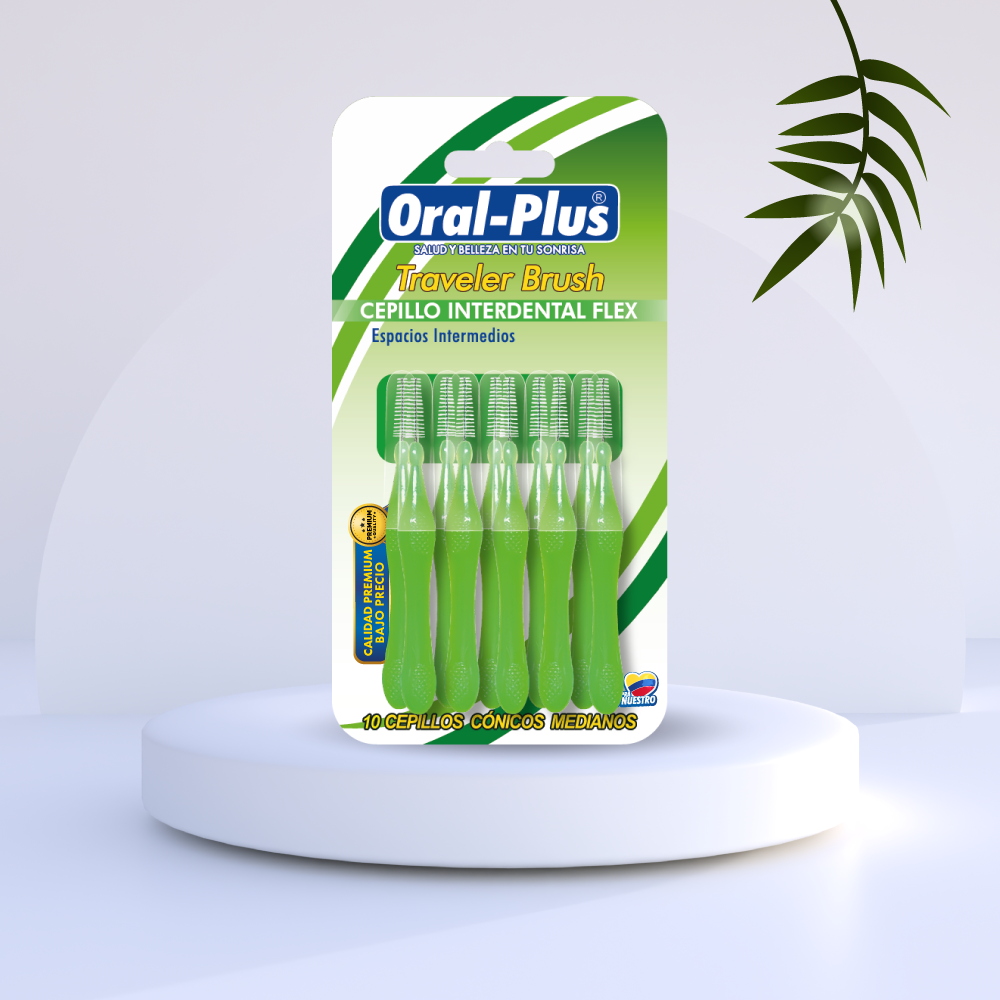 Oral-Plus®
SALUD Y BELLEZA EN TU SONRISA
Traveler Brush
CEPILLO INTERDENTAL FLEX
Espacios Intermedios
PREMIUM
QUALITY
CALIDAD PREMIUM
BAJO PRECIO
NUESTRO
10 CEPILLOS CÓNICOS MEDIANOS